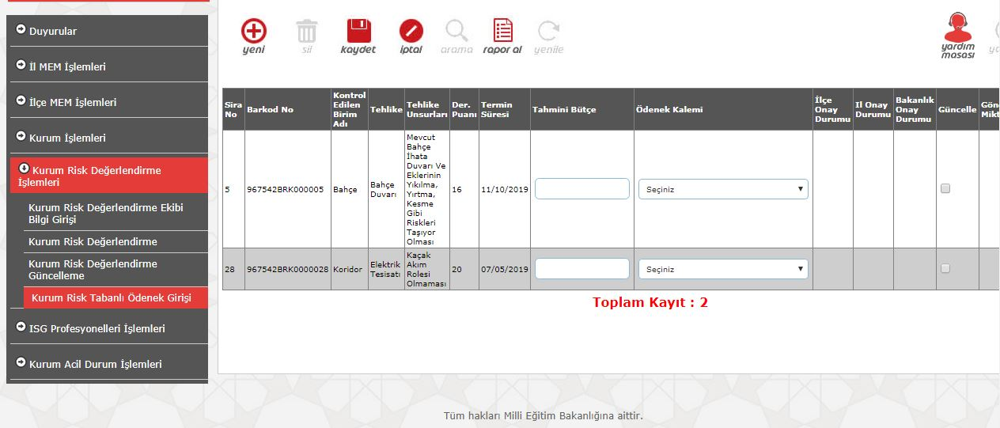 Duyurular
İl MEM İşlemleri
İlçe MEM İşlemleri
Kurum İşlemleri
Kurum Risk Değerlendirme
İşlemleri
Kurum Risk Değerlendirme Ekibi
Bilgi Girişi
Kurum Risk Değerlendirme
Kurum Risk Değerlendirme
Güncelleme
Kurum Risk Tabanlı Ödenek Girişi
ISG Profesyonelleri İşlemleri
Kurum Acil Durum İşlemleri
yeni
sil
kaydet
iptal
arama
rapor al
yenile
yardım
masası
Sira
No
Barkod No
Kontrol
Edilen
Birim
Adı
Tehlike
Tehlike
Unsurları
Der.
Puanı
Termin
Süresi
Tahmini Bütçe
Ödenek Kalemi
İlçe
Onay
Durumu
Il Onay
Durumu
Bakanlık
Onay
Durumu
Güncelle
5
967542BRK000005
Bahçe
Bahçe
Duvarı
Mevcut
Bahçe
İhata
Duvarı Ve
Eklerinin
Yıkılma,
Yırtma,
Kesme
Gibi
Riskleri
Taşıyor
Olması
16
11/10/2019
Seçiniz
28
967542BRK0000028
Koridor
Elektrik
Tesisatı
Kaçak
Akım
Rolesi
Olmaması
20
07/05/2019
Seçiniz
Toplam Kayıt : 2
Tüm hakları Milli Eğitim Bakanlığına aittir.